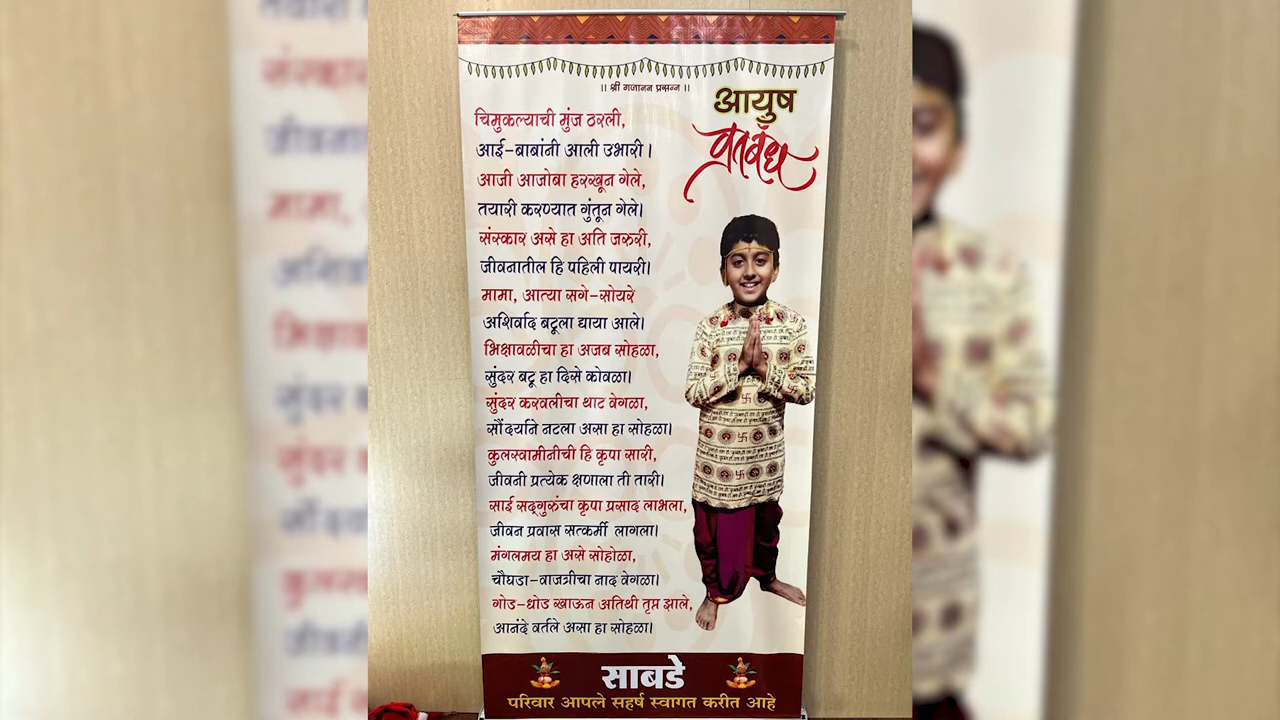 || श्री गजानन प्रसन्न ||
आयुष
व्रतबंध
चिमुकल्याची मुंज ठरली,
आई-बाबांनी आली उभारी।
आजी आजोबा हरखून गेले,
तयारी करण्यात गुंतून गेले।
संस्कार असे हा अति जरुरी,
जीवनातील हि पहिली पायरी।
मामा, आत्या सगे-सोयरे
अशिर्वाद बटूला द्याया आले।
भिक्षावळीचा हा अजब सोहळा,
सुंदर बटू हा दिसे कोवळा।
सुंदर करवलीचा थाट वेगळा,
सौंदर्याने नटला असा हा सोहळा।
कुलस्वामीनीची हि कृपा सारी,
जीवनी प्रत्येक क्षणाला ती तारी।
साई सद्‌गुरुंचा कृपा प्रसाद लाभला,
जीवन प्रवास सत्कर्मी लागला।
मंगलमय हा असे सोहोळा,
चौघडा-वाजंत्रीचा नाद वेगळा।
गोड-धोड खाऊन अतिथी तृप्त झाले,
आनंदे वर्तले असा हा सोहळा।
साबडे
परिवार आपले सहर्ष स्वागत करीत आहे